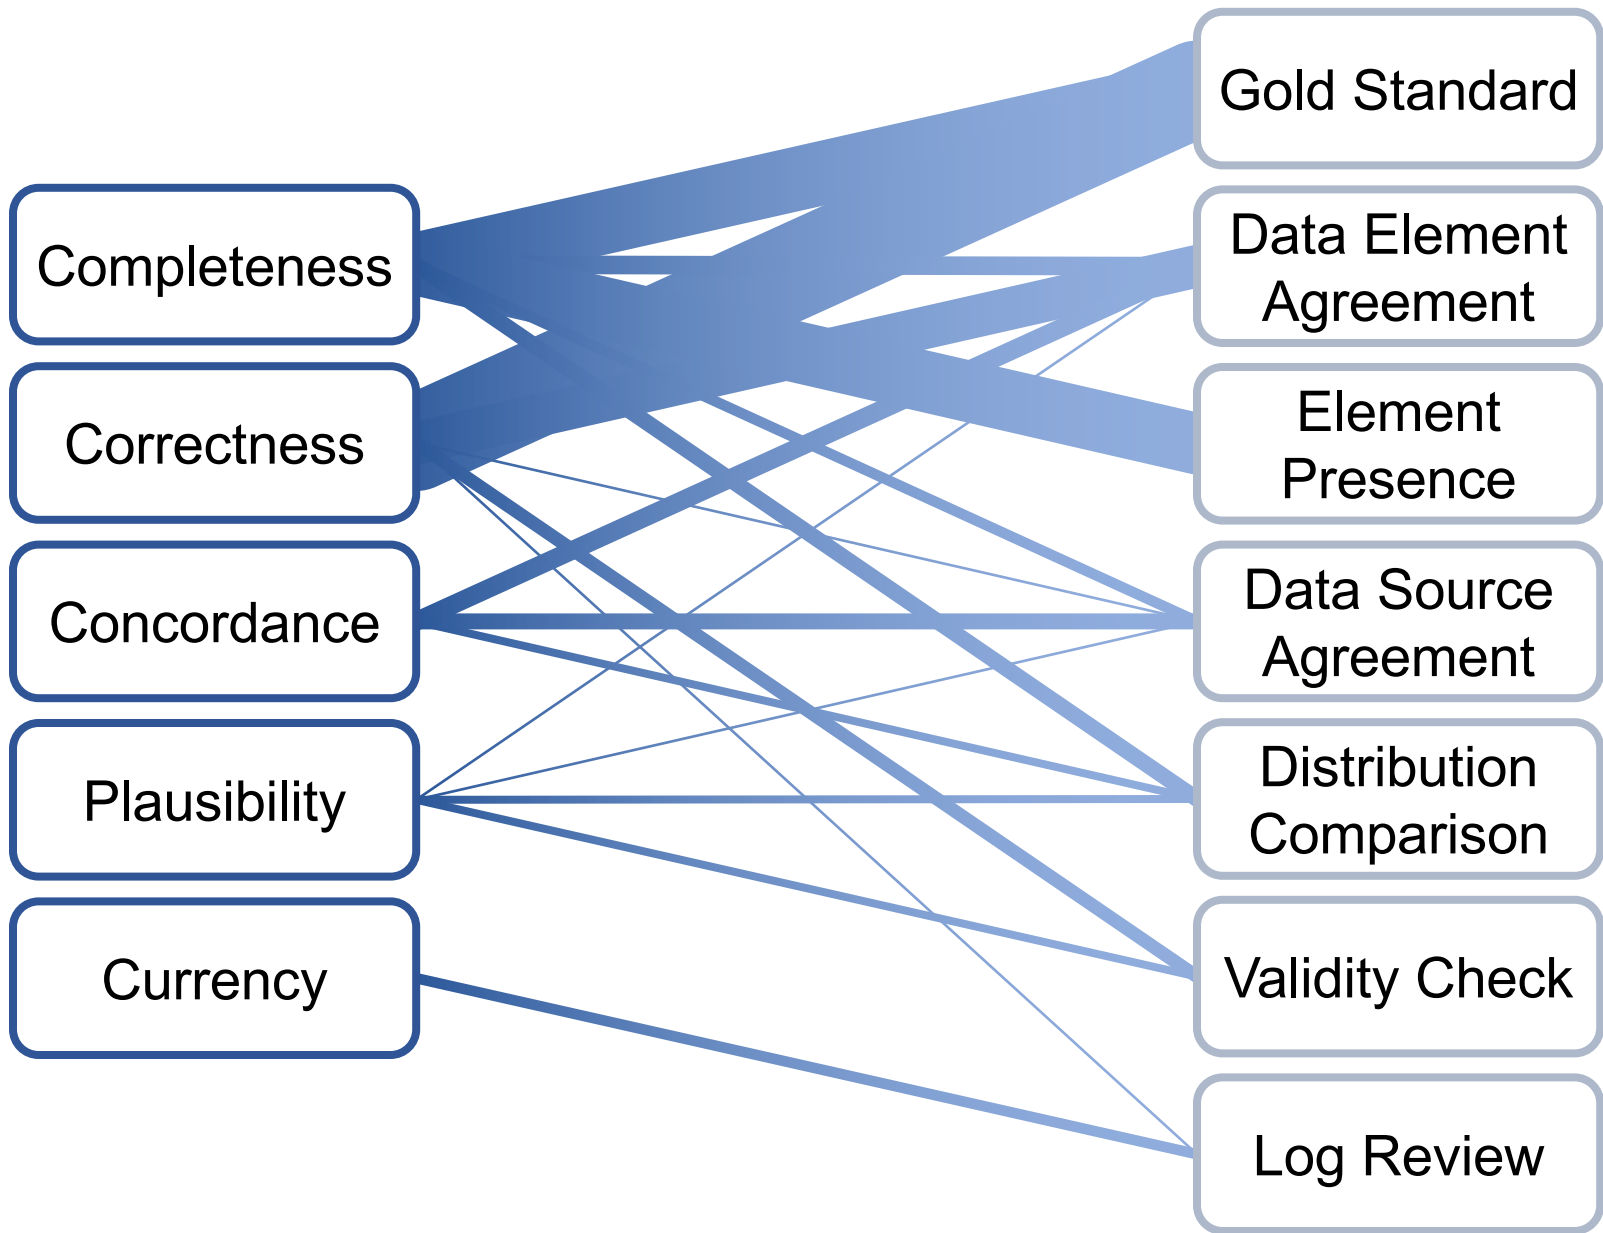 Completeness
Correctness
Concordance
Plausibility
Currency
Gold Standard
Data Element
Agreement
Element
Presence
Data Source
Agreement
Distribution
Comparison
Validity Check
Log Review